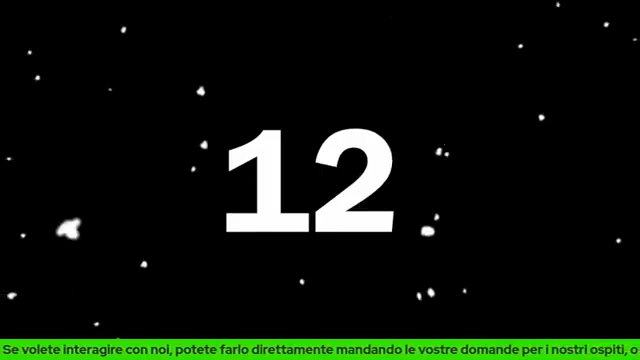 12
Se volete interagire con noi, potete farlo direttamente mandando le vostre domande per i nostri ospiti, o